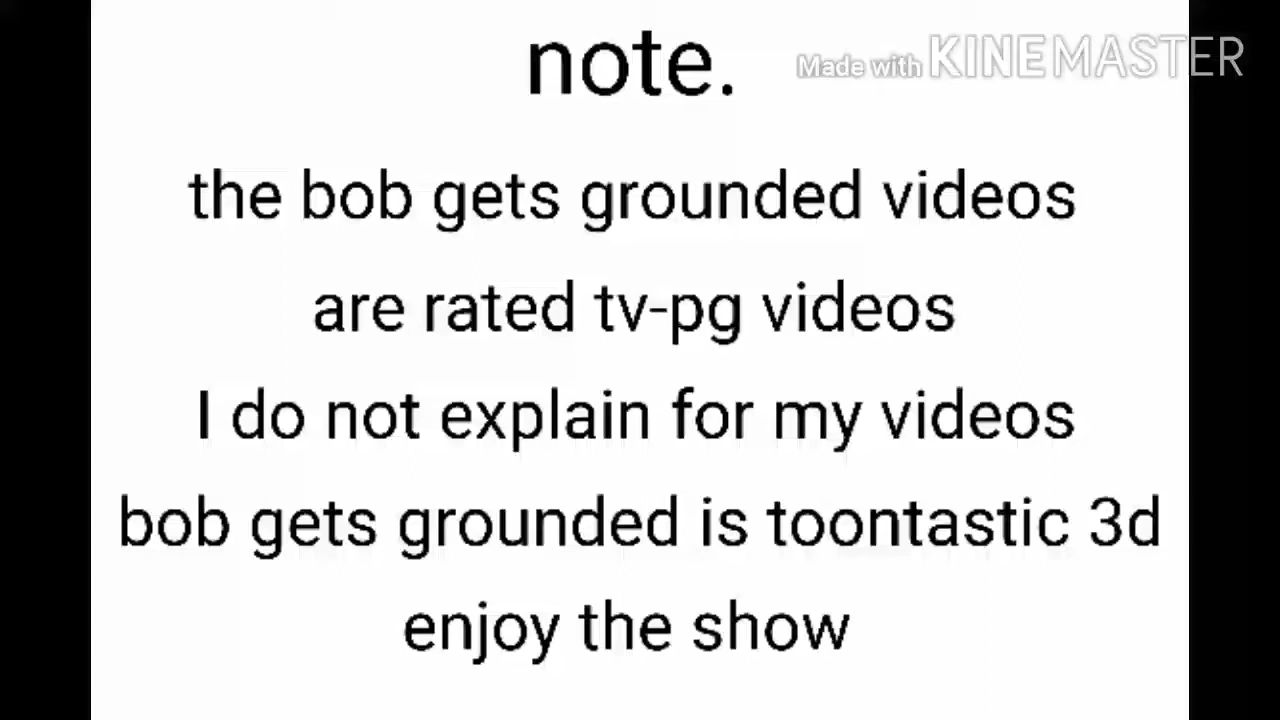 note.
Made with KINEMASTER
the bob gets grounded videos
are rated tv-pg videos
I do not explain for my videos
bob gets grounded is toontastic 3d
enjoy the show